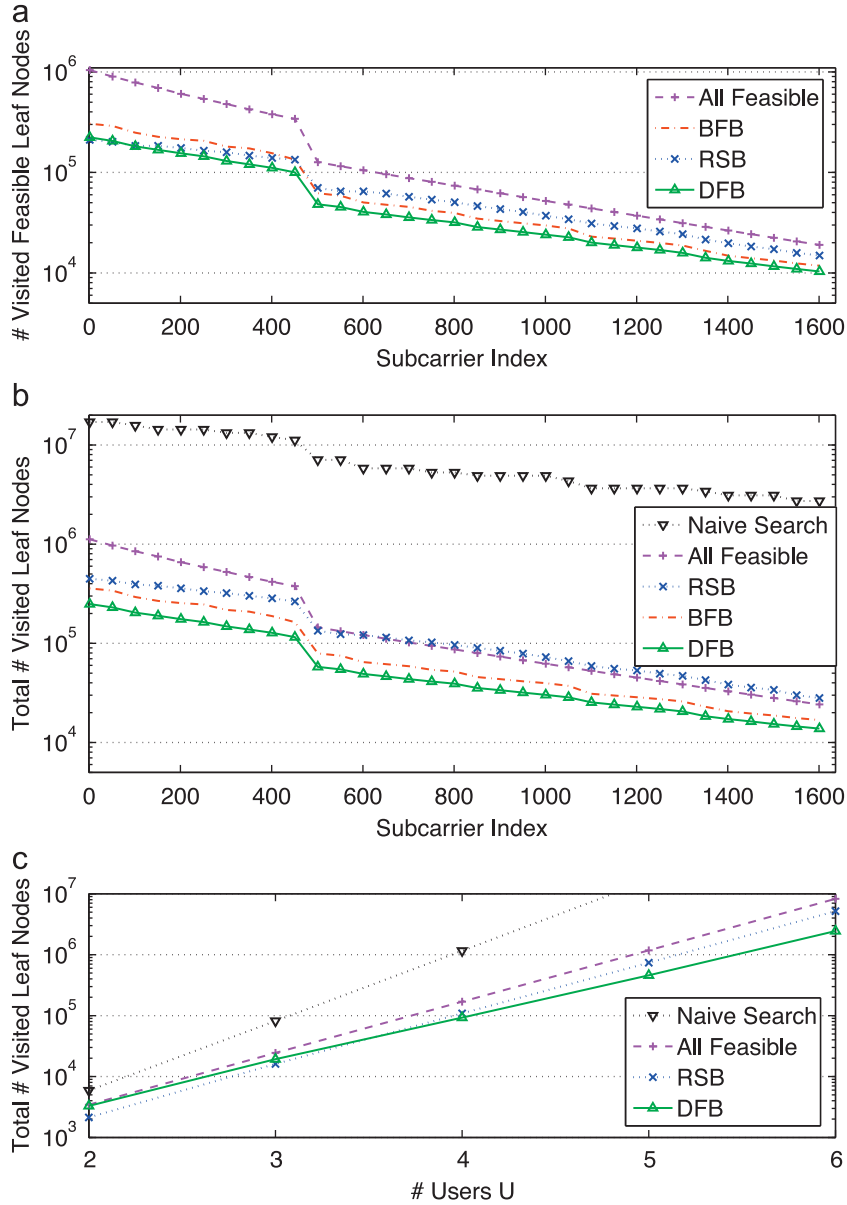 a
# Visited Feasible Leaf Nodes
10^6
10^5
10^4
All Feasible
BFB
RSB
DFB
0 200 400 600 800 1000 1200 1400 1600
Subcarrier Index
b
Total # Visited Leaf Nodes
10^7
10^6
10^5
10^4
Naive Search
All Feasible
RSB
BFB
DFB
0 200 400 600 800 1000 1200 1400 1600
Subcarrier Index
c
Total # Visited Leaf Nodes
10^7
10^6
10^5
10^4
10^3
Naive Search
All Feasible
RSB
DFB
2 3 4 5 6
# Users U